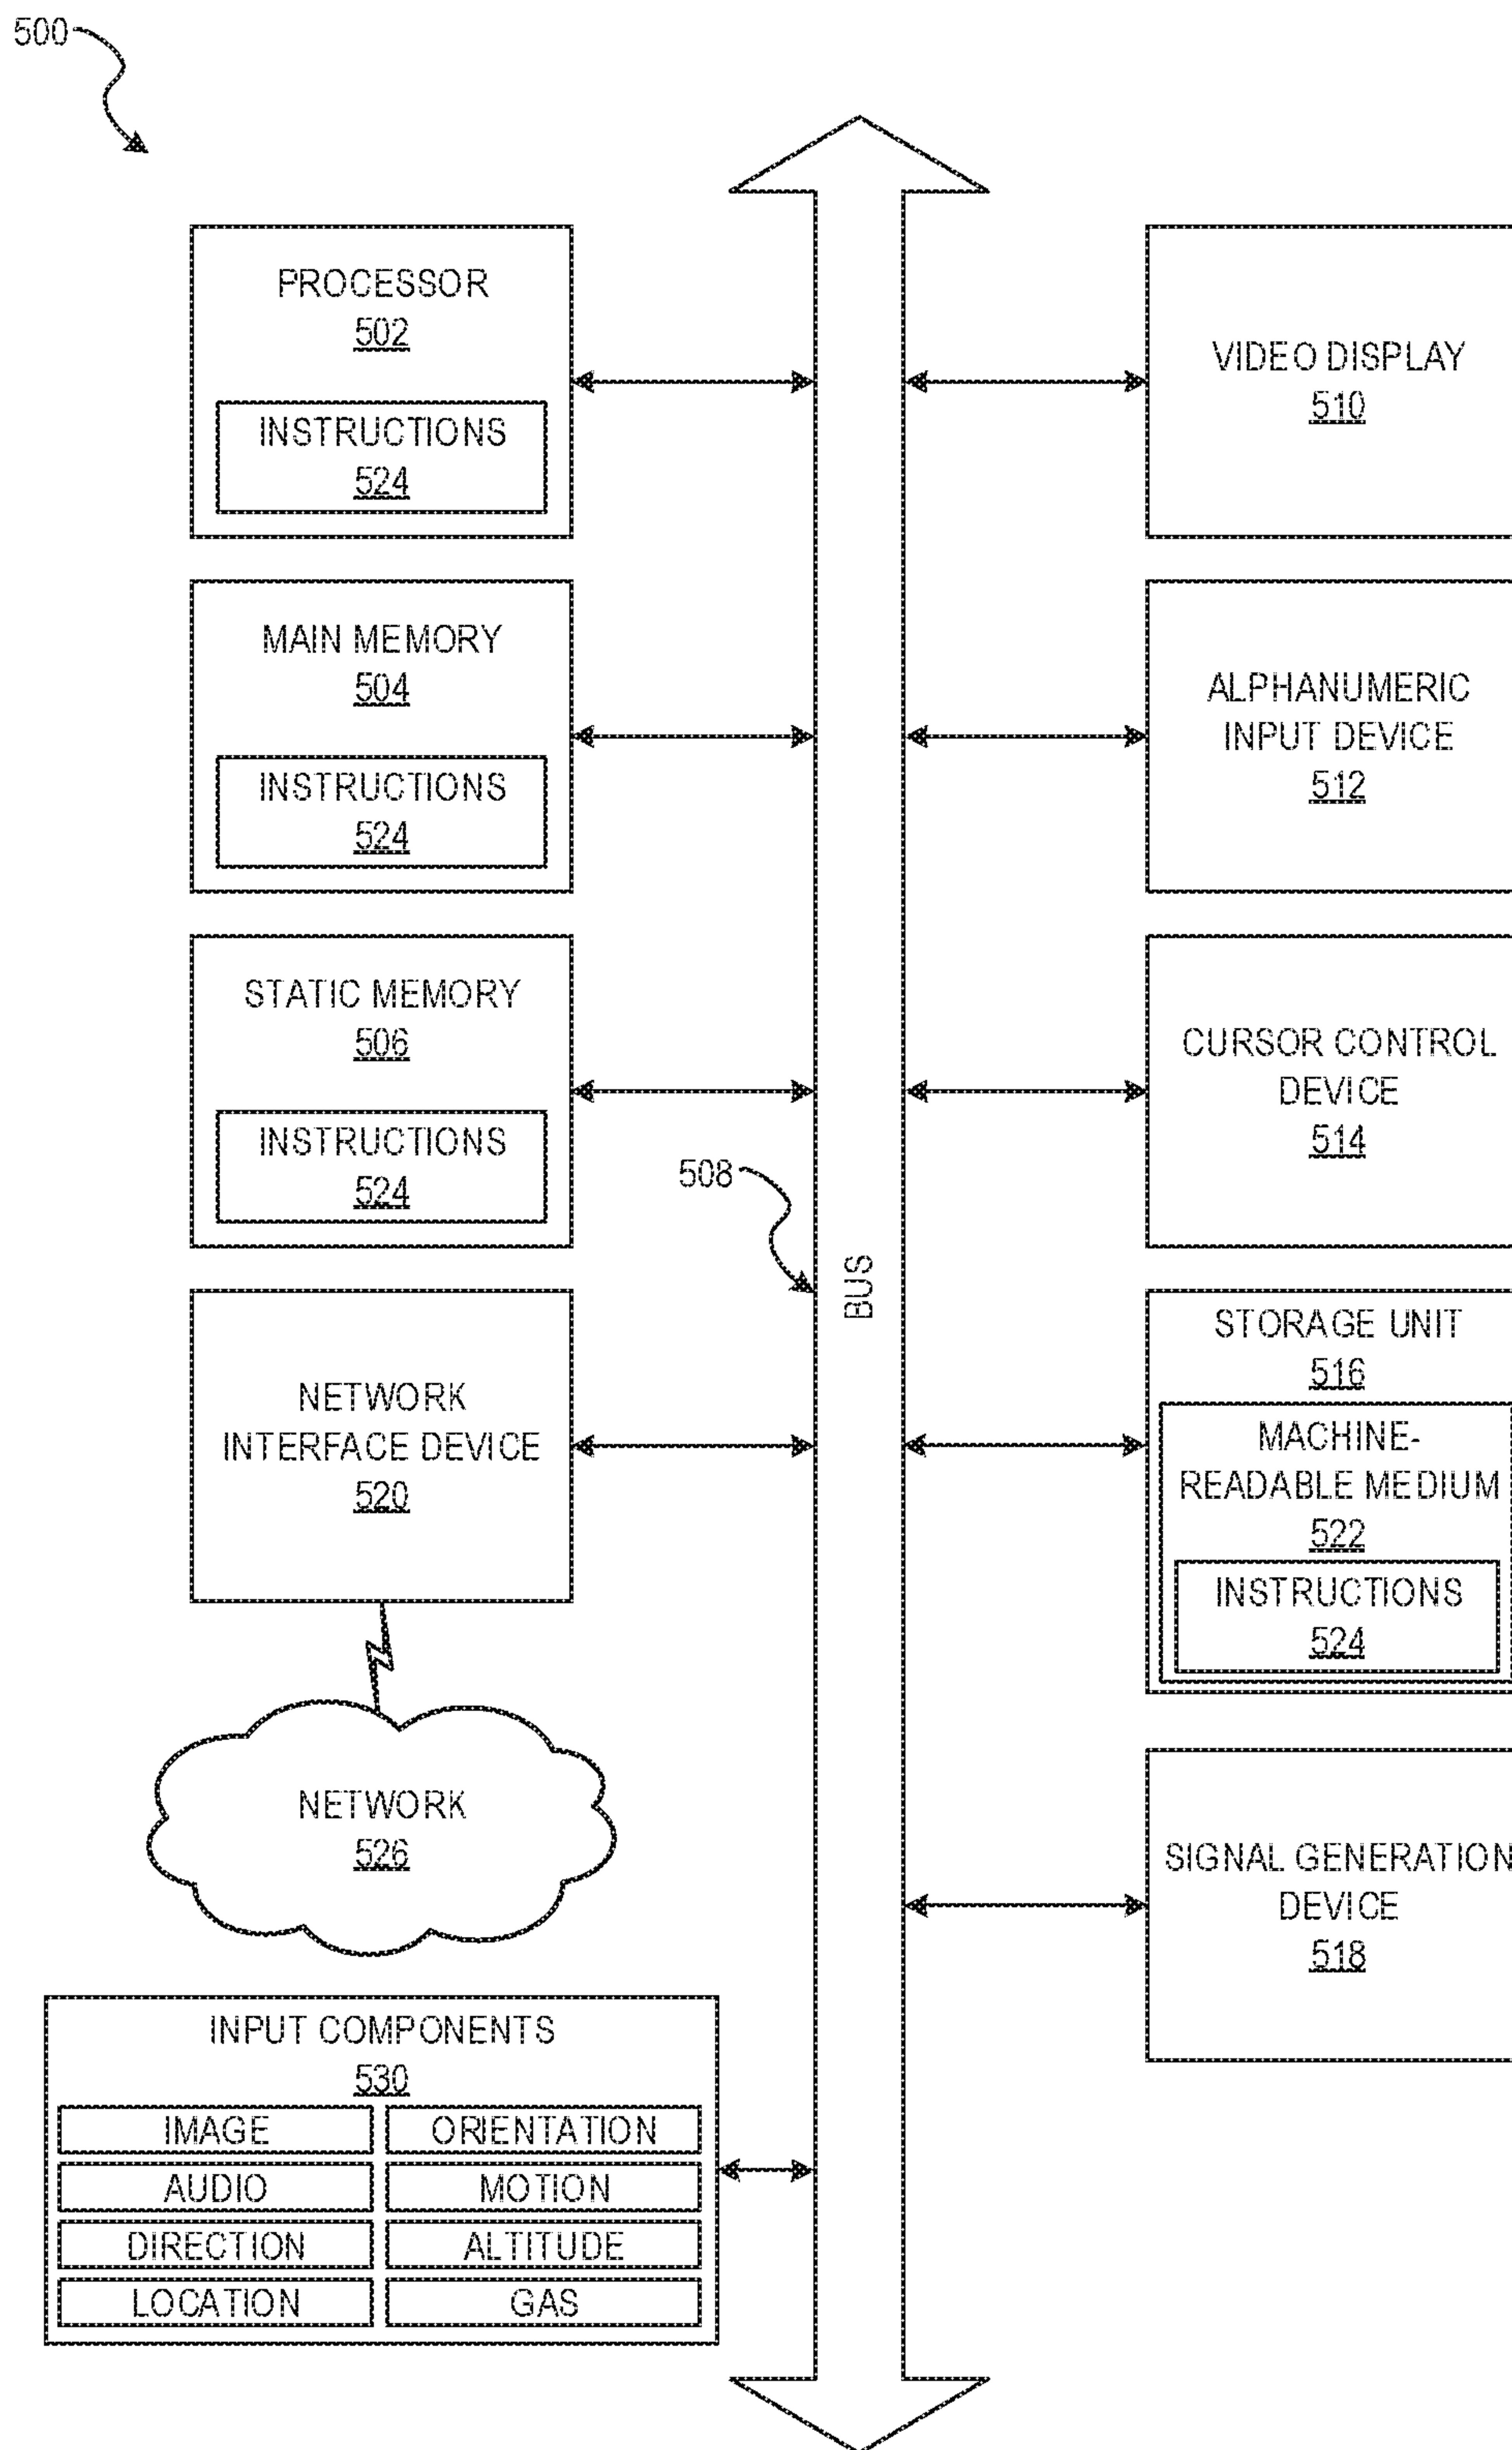 500
PROCESSOR
502
INSTRUCTIONS
524
MAIN MEMORY
504
INSTRUCTIONS
524
STATIC MEMORY
506
INSTRUCTIONS
524
NETWORK
INTERFACE DEVICE
520
NETWORK
526
INPUT COMPONENTS
530
IMAGE
ORIENTATION
AUDIO
MOTION
DIRECTION
ALTITUDE
LOCATION
GAS
508
BUS
VIDEO DISPLAY
510
ALPHANUMERIC
INPUT DEVICE
512
CURSOR CONTROL
DEVICE
514
STORAGE UNIT
516
MACHINE-
READABLE MEDIUM
522
INSTRUCTIONS
524
SIGNAL GENERATION
DEVICE
518